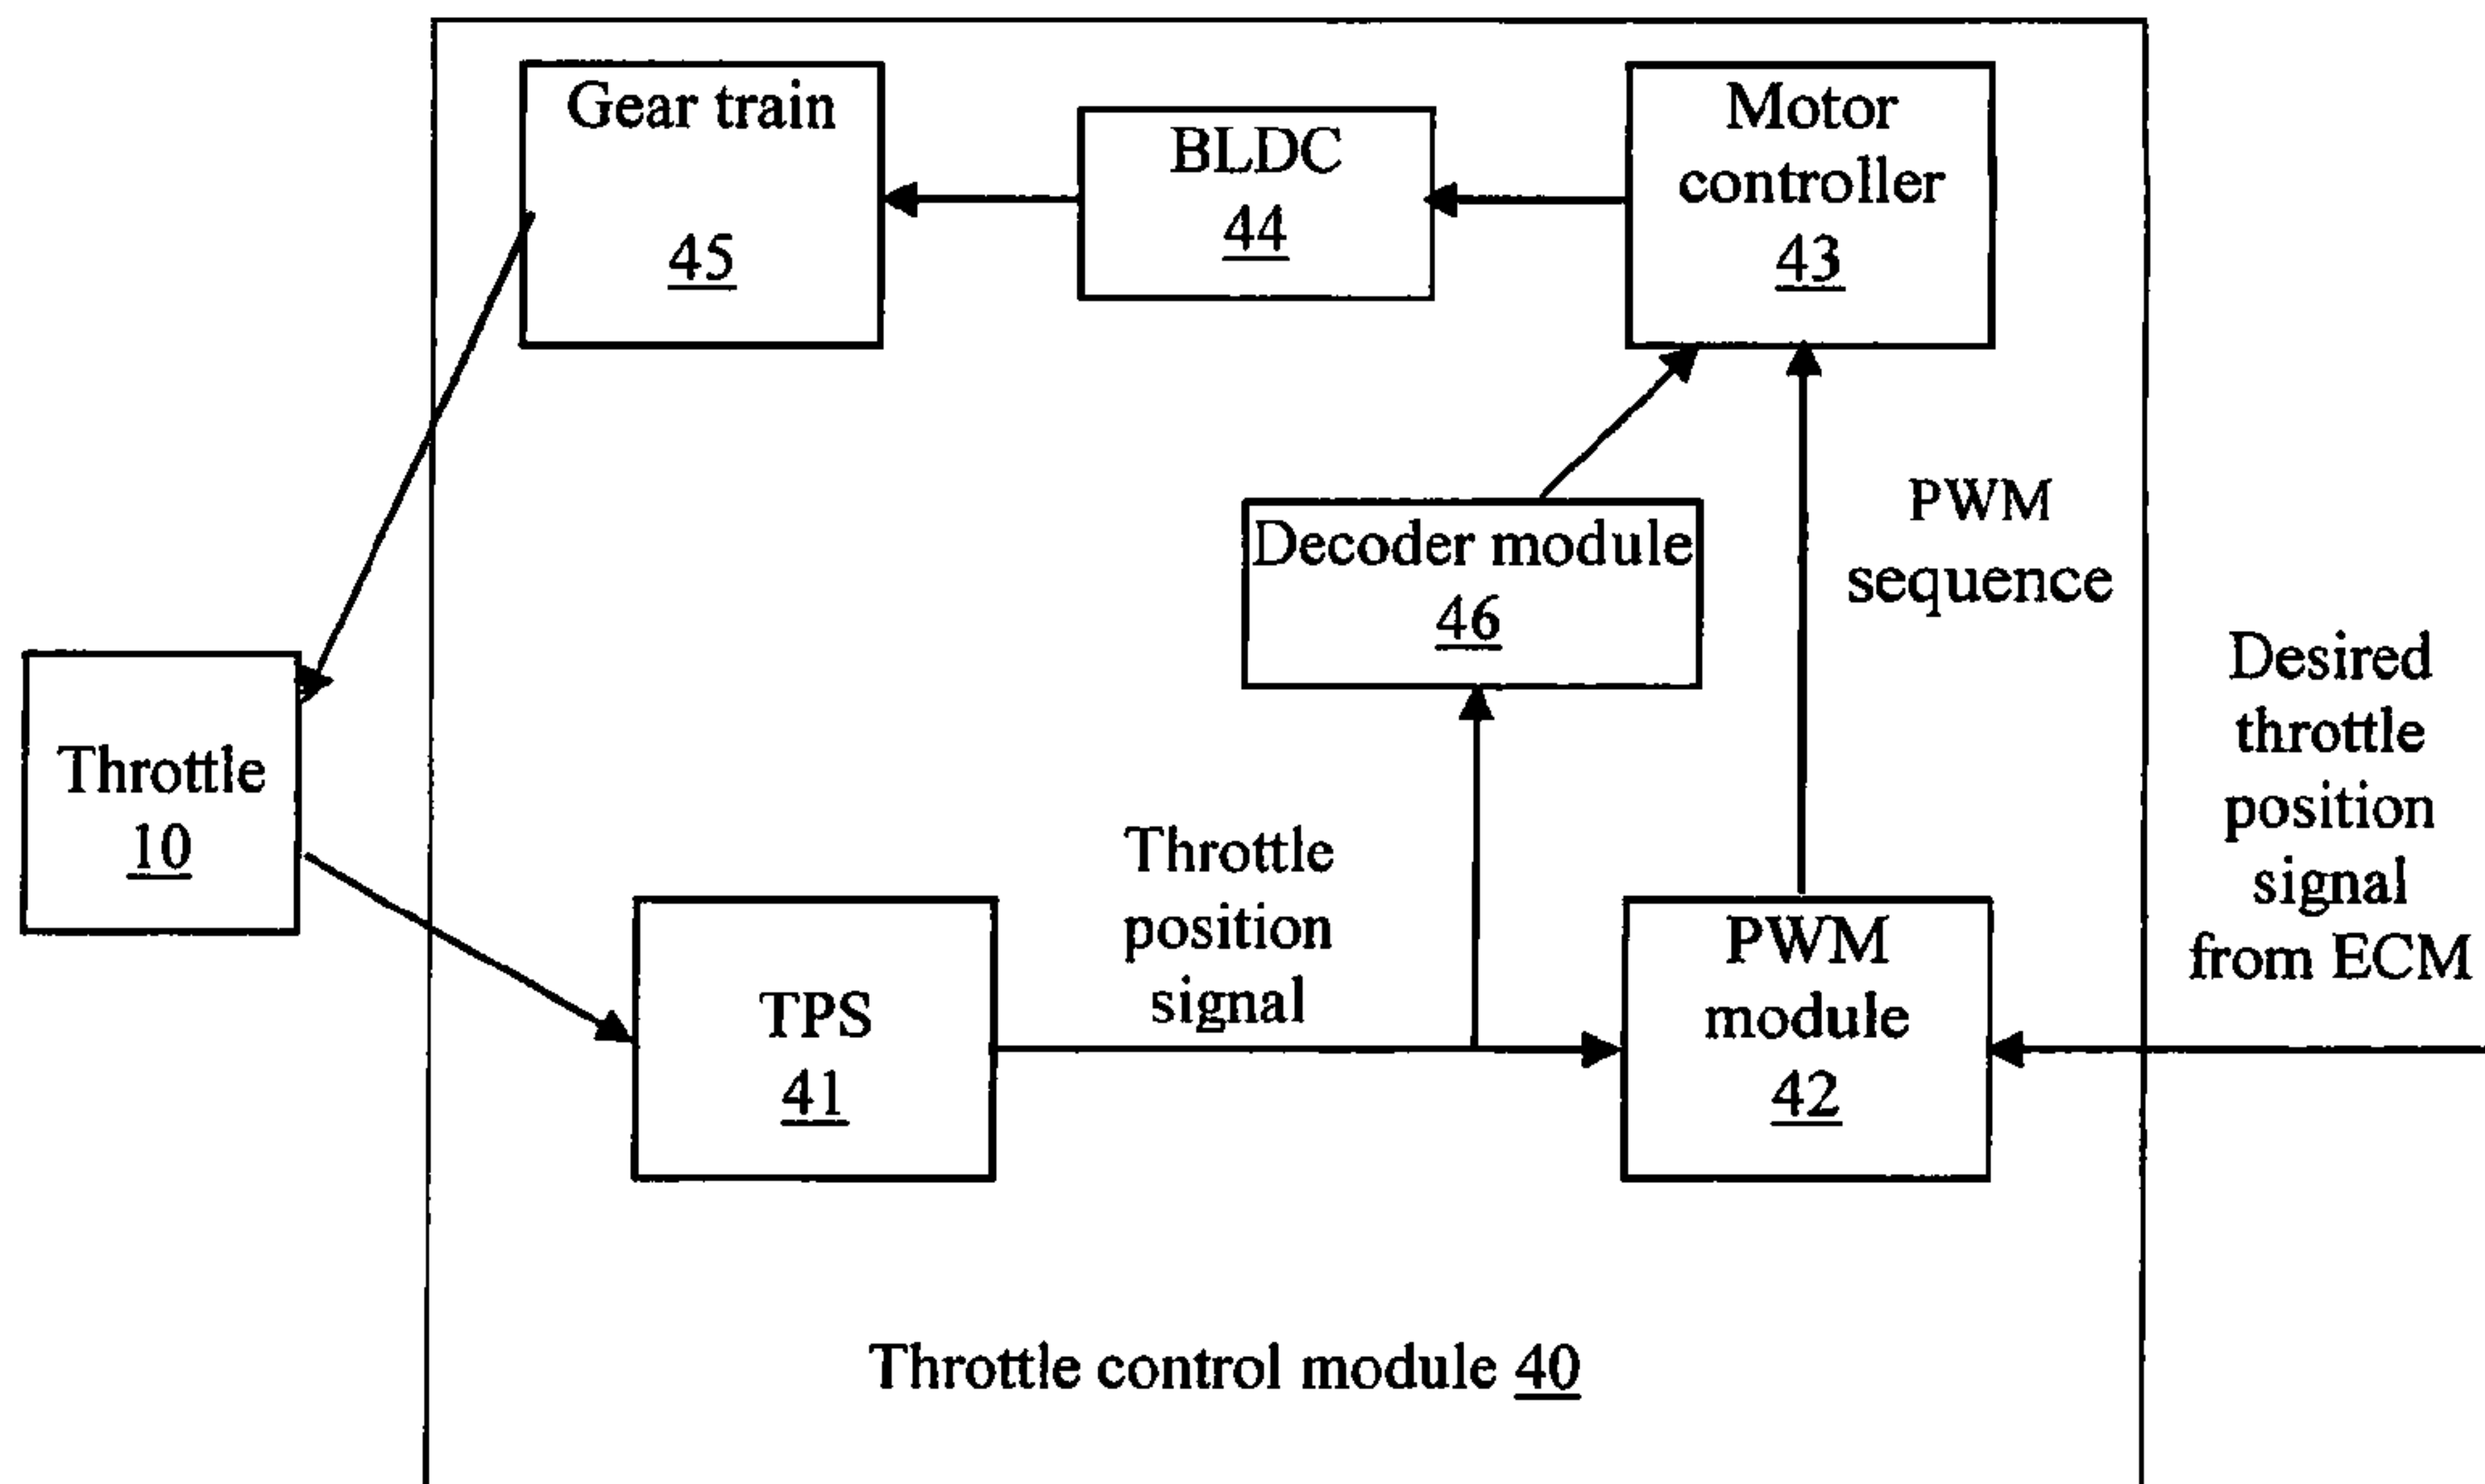 Gear train
45
BLDC
44
Motor
controller
43
Decoder module
46
PWM
sequence
Desired
throttle
position
signal
from ECM
Throttle
10
Throttle
position
signal
TPS
41
PWM
module
42
Throttle control module 40